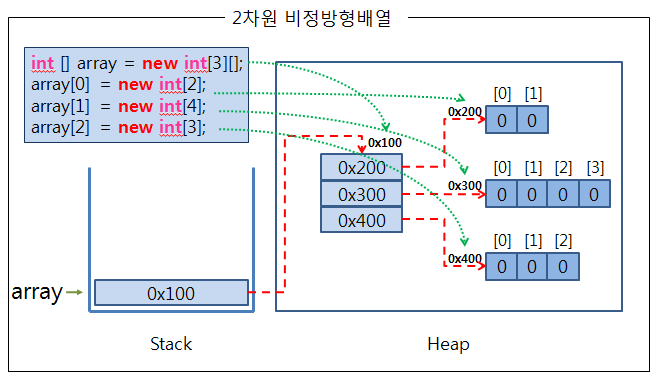 2차원 비정방형배열
int [] array = new int[3][];
array[0] = new int[2];
array[1] = new int[4];
array[2] = new int[3];
[0] [1]
0x200
0 0
0x100
0x200
0x300
0x400
[0] [1] [2] [3]
0x300
0 0 0 0
[0] [1] [2]
0x400
0 0 0
array
0x100
Stack
Heap